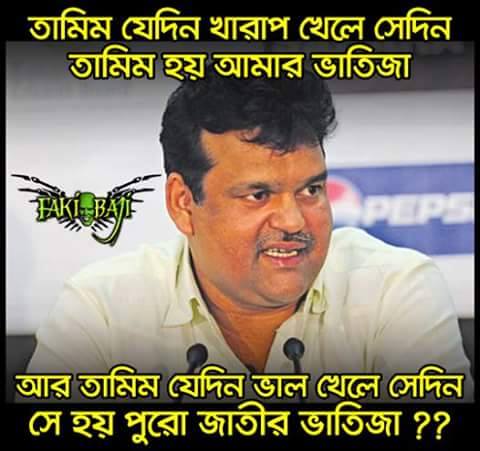 তামিম যেদিন খারাপ খেলে সেদিন
তামিম হয় আমার ভাতিজা
FAKIBAJI
PEPS
আর তামিম যেদিন ভাল খেলে সেদিন
সে হয় পুরো জাতীর ভাতিজা ??